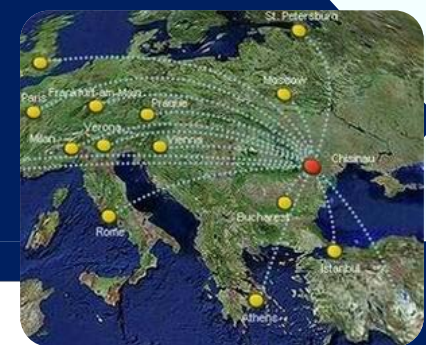 St. Petersburg
Moscow
Paris
Frankfurt-am-Main
Prague
Milan
Verona
Vienna
Chisinau
Bucharest
Rome
Istanbul
Athens